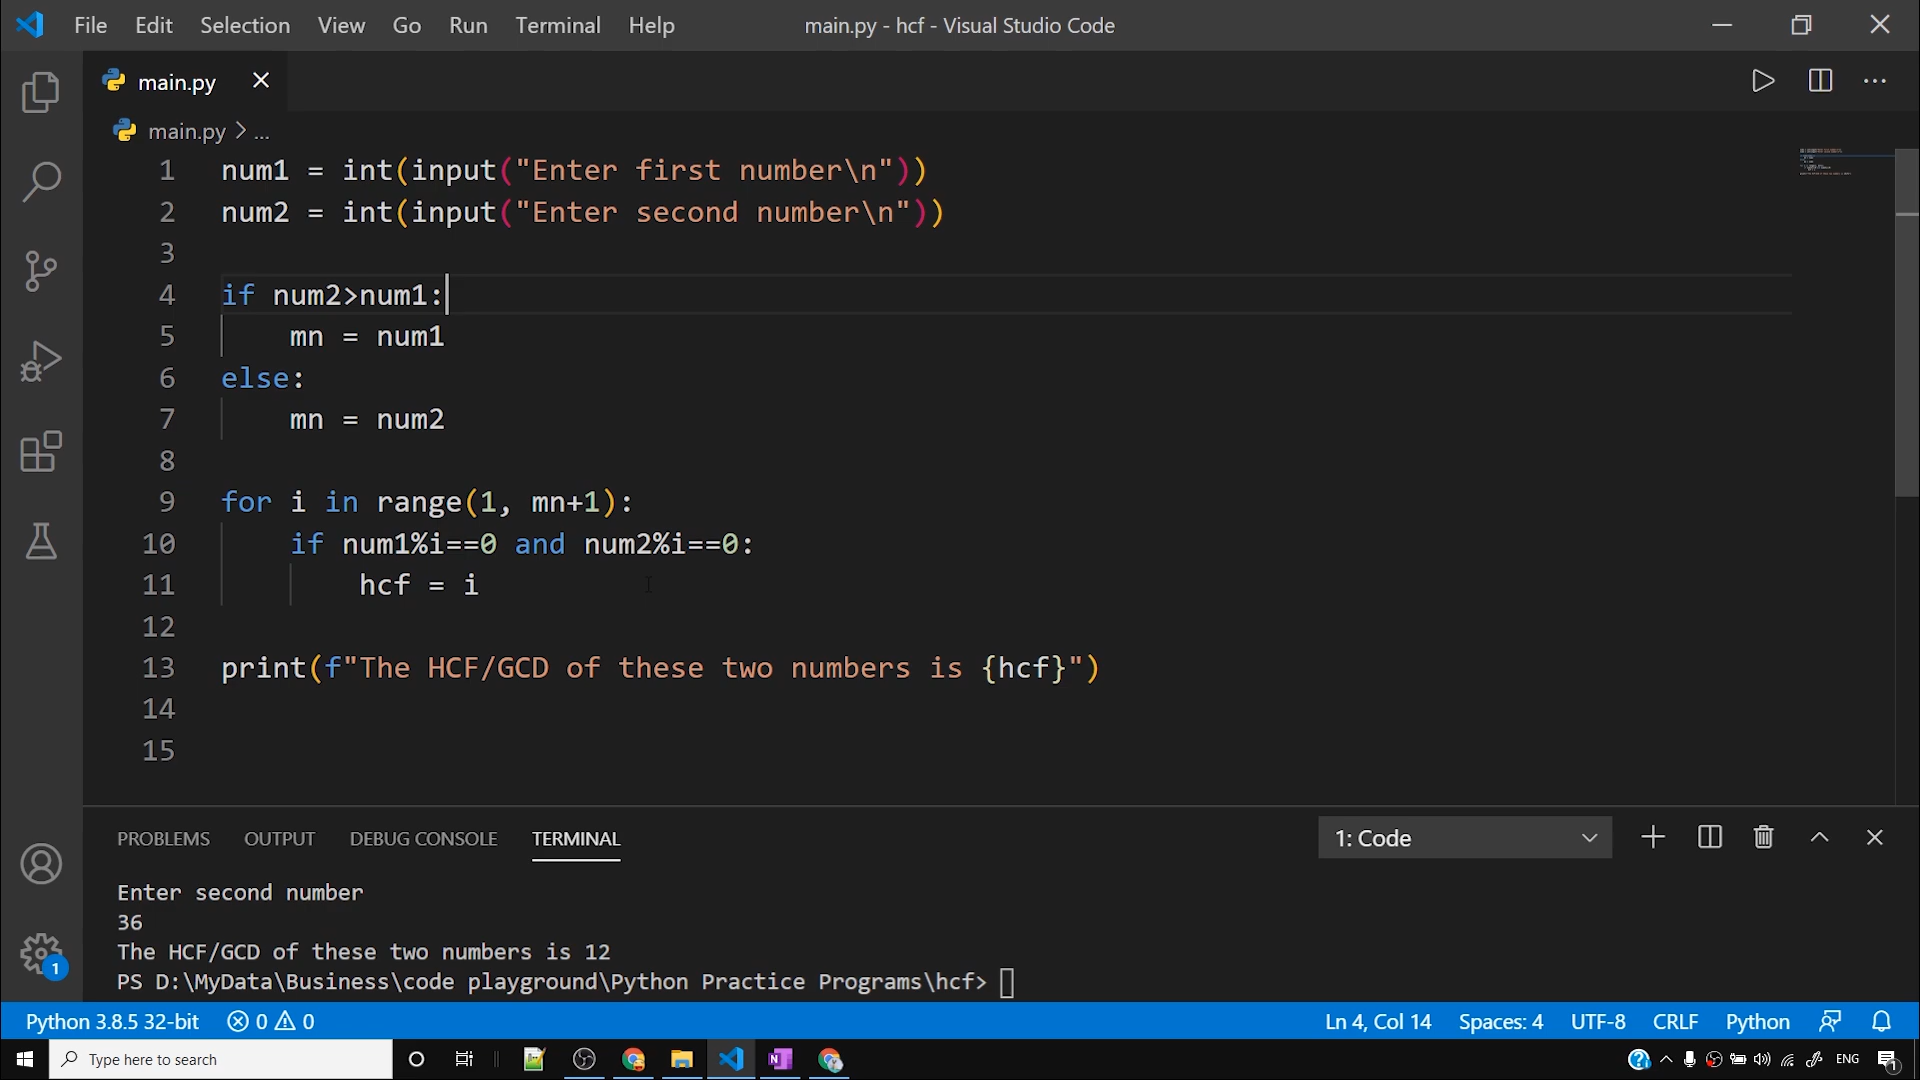 File Edit Selection View Go Run Terminal Help main.py - hcf - Visual Studio Code
main.py
main.py > ...
1 num1 = int(input("Enter first number\n"))
2 num2 = int(input("Enter second number\n"))
3
4 if num2>num1:
5 mn = num1
6 else:
7 mn = num2
8
9 for i in range(1, mn+1):
10 if num1%i==0 and num2%i==0:
11 hcf = i
12
13 print(f"The HCF/GCD of these two numbers is {hcf}")
14
15
PROBLEMS OUTPUT DEBUG CONSOLE TERMINAL 1: Code
Enter second number
36
The HCF/GCD of these two numbers is 12
PS D:\MyData\Business\code playground\Python Practice Programs\hcf>
1
Python 3.8.5 32-bit 0 0 Ln 4, Col 14 Spaces: 4 UTF-8 CRLF Python
Type here to search ENG 1